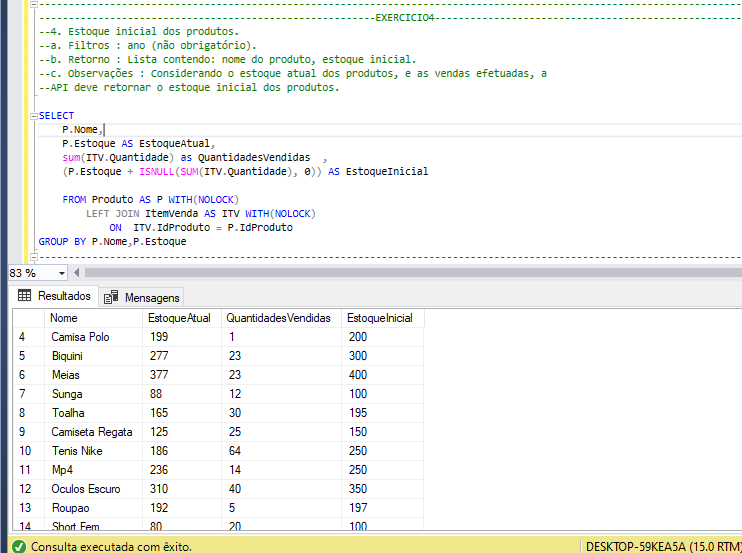 --------------------------------------------------------EXERCICIO4--------------------------------------------------------
--4. Estoque inicial dos produtos.
--a. Filtros : ano (não obrigatório).
--b. Retorno : Lista contendo: nome do produto, estoque inicial.
--c. Observações : Considerando o estoque atual dos produtos, e as vendas efetuadas, a
--API deve retornar o estoque inicial dos produtos.
SELECT
P.Nome,
P.Estoque AS EstoqueAtual,
sum(ITV.Quantidade) as QuantidadesVendidas ,
(P.Estoque + ISNULL(SUM(ITV.Quantidade), 0)) AS EstoqueInicial
FROM Produto AS P WITH(NOLOCK)
LEFT JOIN ItemVenda AS ITV WITH(NOLOCK)
ON ITV.IdProduto = P.IdProduto
GROUP BY P.Nome,P.Estoque
83 %
Resultados Mensagens
Nome EstoqueAtual QuantidadesVendidas EstoqueInicial
4 Camisa Polo 199 1 200
5 Biquini 277 23 300
6 Meias 377 23 400
7 Sunga 88 12 100
8 Toalha 165 30 195
9 Camiseta Regata 125 25 150
10 Tenis Nike 186 64 250
11 Mp4 236 14 250
12 Oculos Escuro 310 40 350
13 Roupao 192 5 197
14 Short Fem 80 20 100
Consulta executada com êxito. DESKTOP-59KEA5A (15.0 RTM)